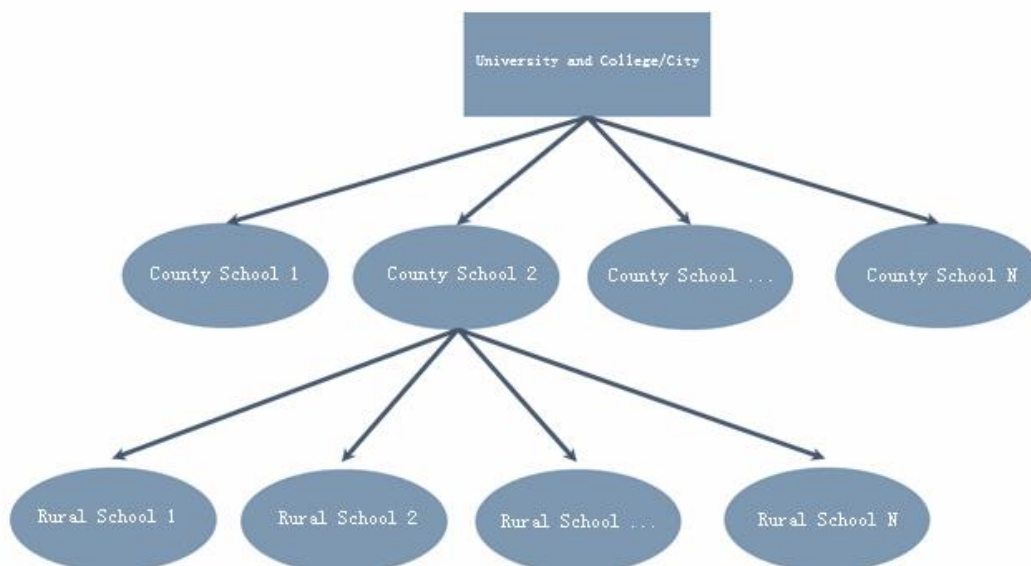 University and College/City
County School 1
County School 2
County School ...
County School N
Rural School 1
Rural School 2
Rural School ...
Rural School N